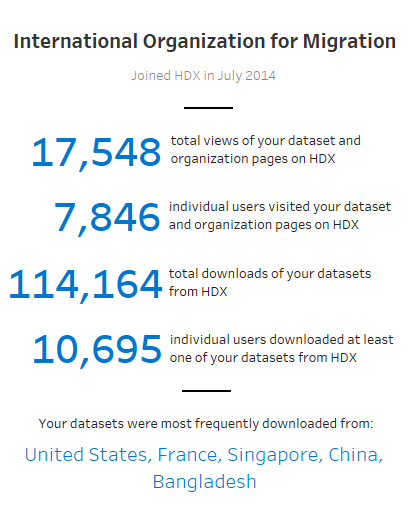 International Organization for Migration
Joined HDX in July 2014
17,548
total views of your dataset and
organization pages on HDX
7,846
individual users visited your dataset
and organization pages on HDX
114,164
total downloads of your datasets
from HDX
10,695
individual users downloaded at least
one of your datasets from HDX
Your datasets were most frequently downloaded from:
United States, France, Singapore, China,
Bangladesh